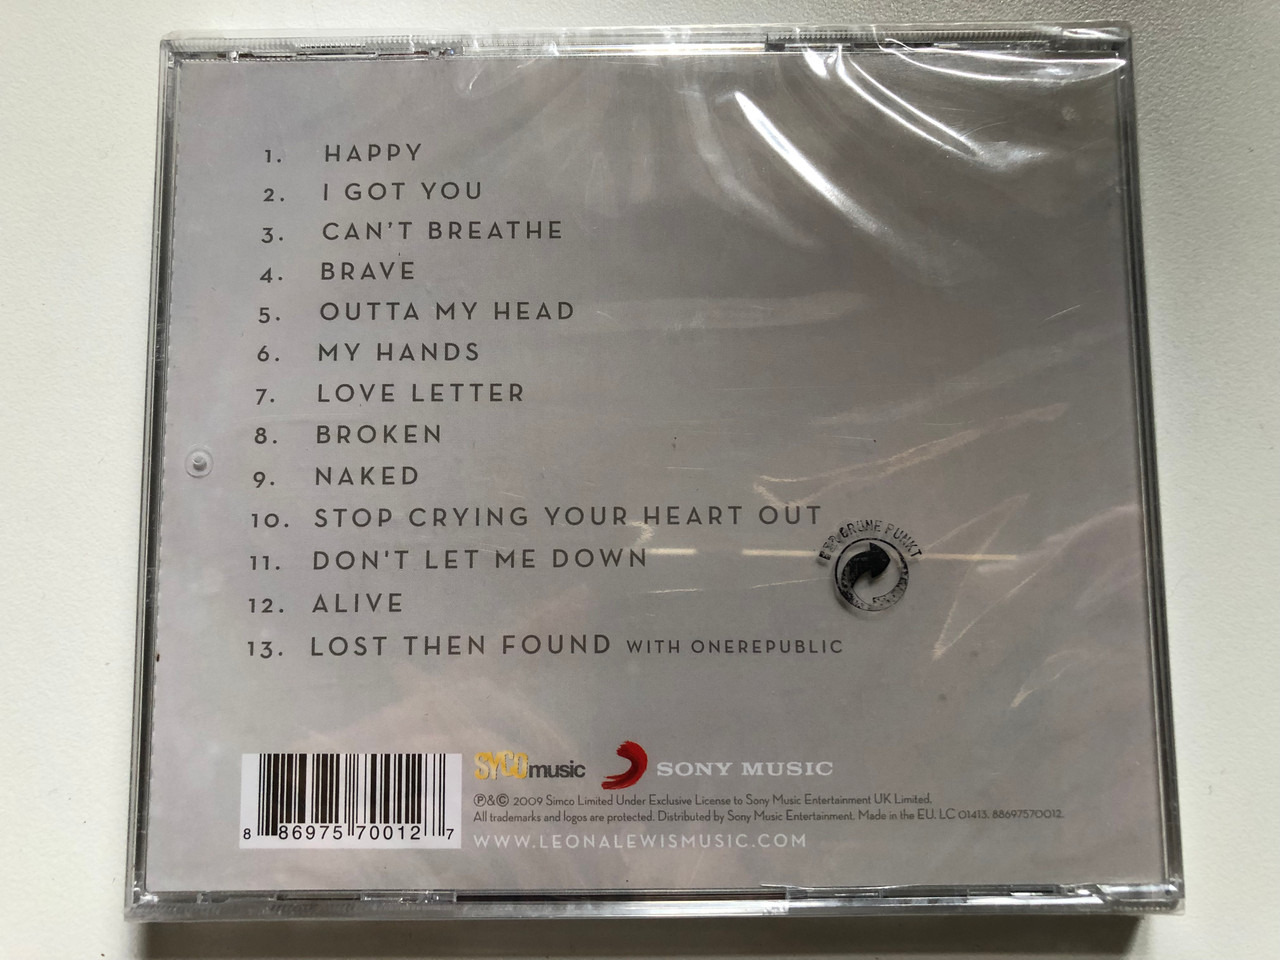 1. HAPPY
2. I GOT YOU
3. CAN'T BREATHE
4. BRAVE
5. OUTTA MY HEAD
6. MY HANDS
7. LOVE LETTER
8. BROKEN
9. NAKED
10. STOP CRYING YOUR HEART OUT
11. DON'T LET ME DOWN
12. ALIVE
13. LOST THEN FOUND WITH ONEREPUBLIC
DER GRÜNE PUNKT
8 86975 70012 7
SYCOmusic
SONY MUSIC
℗&© 2009 Simco Limited Under Exclusive License to Sony Music Entertainment UK Limited.
All trademarks and logos are protected. Distributed by Sony Music Entertainment. Made in the EU. LC 01413. 88697570012.
WWW.LEONALEWISMUSIC.COM